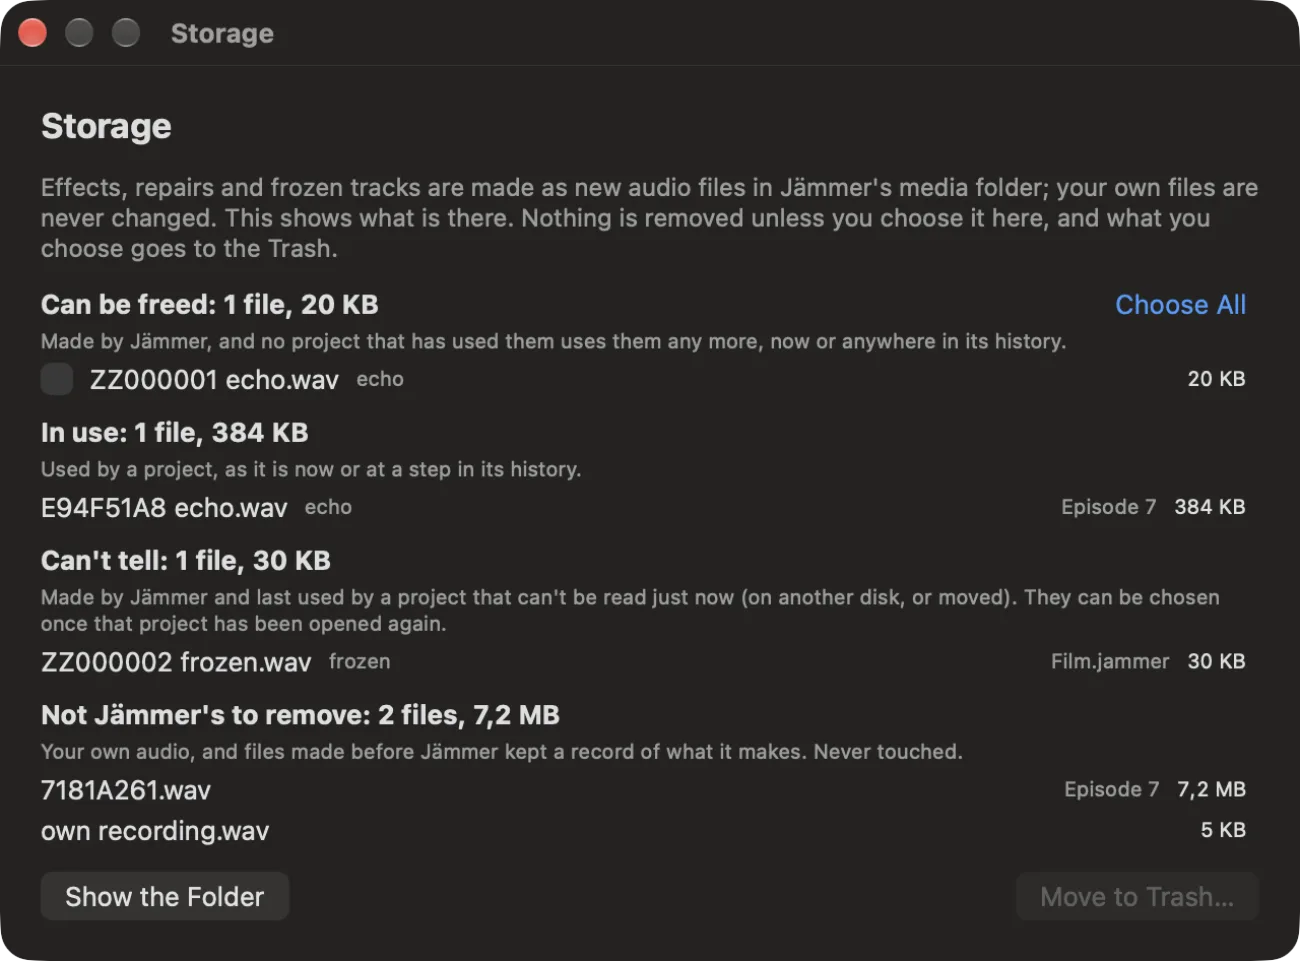 Storage
Storage
Effects, repairs and frozen tracks are made as new audio files in Jämmer's media folder; your own files are
never changed. This shows what is there. Nothing is removed unless you choose it here, and what you
choose goes to the Trash.
Can be freed: 1 file, 20 KB Choose All
Made by Jämmer, and no project that has used them uses them any more, now or anywhere in its history.
ZZ000001 echo.wav echo 20 KB
In use: 1 file, 384 KB
Used by a project, as it is now or at a step in its history.
E94F51A8 echo.wav echo Episode 7 384 KB
Can't tell: 1 file, 30 KB
Made by Jämmer and last used by a project that can't be read just now (on another disk, or moved). They can be chosen
once that project has been opened again.
ZZ000002 frozen.wav frozen Film.jammer 30 KB
Not Jämmer's to remove: 2 files, 7,2 MB
Your own audio, and files made before Jämmer kept a record of what it makes. Never touched.
7181A261.wav Episode 7 7,2 MB
own recording.wav 5 KB
Show the Folder Move to Trash...